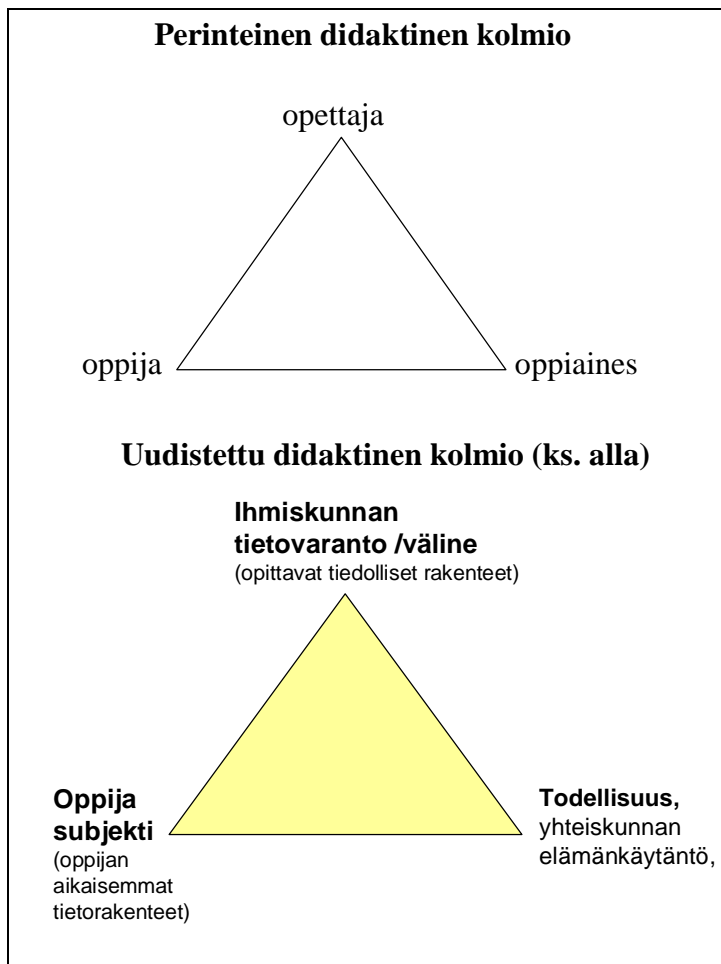 Perinteinen didaktinen kolmio
opettaja
oppija
oppiaines
Uudistettu didaktinen kolmio (ks. alla)
Ihmiskunnan
tietovaranto /väline
(opittavat tiedolliset rakenteet)
Oppija
subjekti
(oppijan
aikaisemmat
tietorakenteet)
Todellisuus,
yhteiskunnan
elämänkäytäntö,